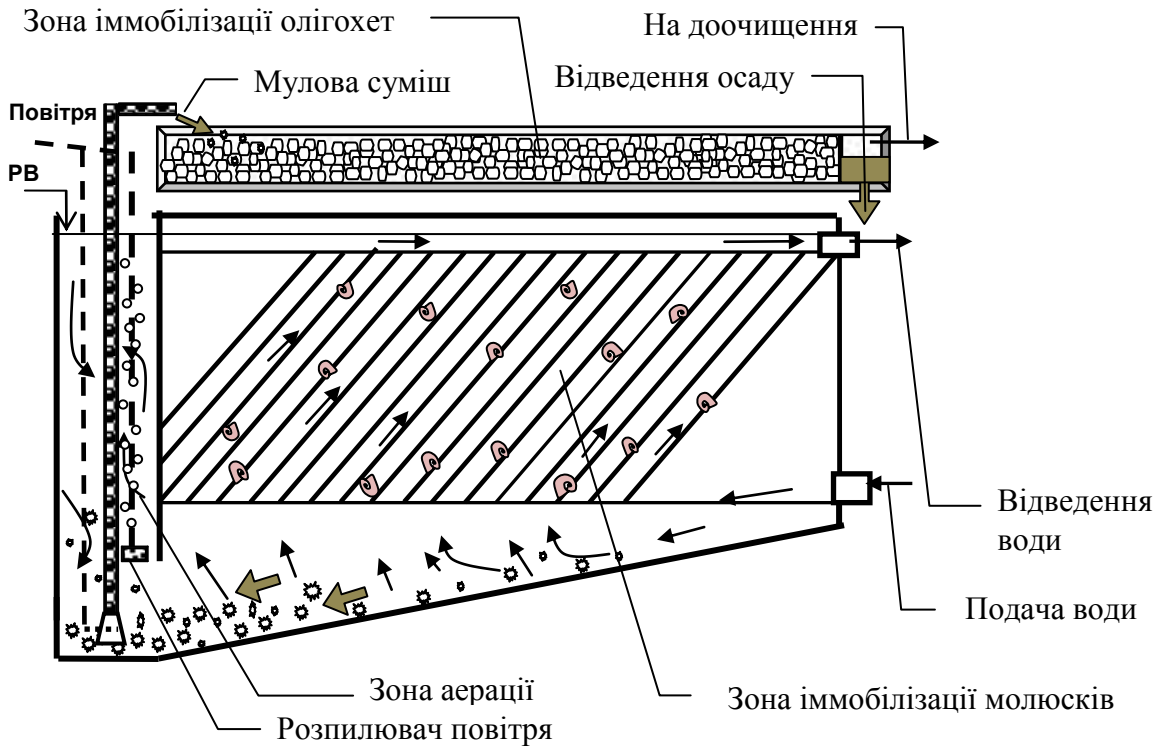 Зона іммобілізації олігохет
На доочищення
Відведення осаду
Мулова суміш
Повітря
РВ
Відведення
води
Подача води
Зона аерації
Зона іммобілізації молюсків
Розпилювач повітря